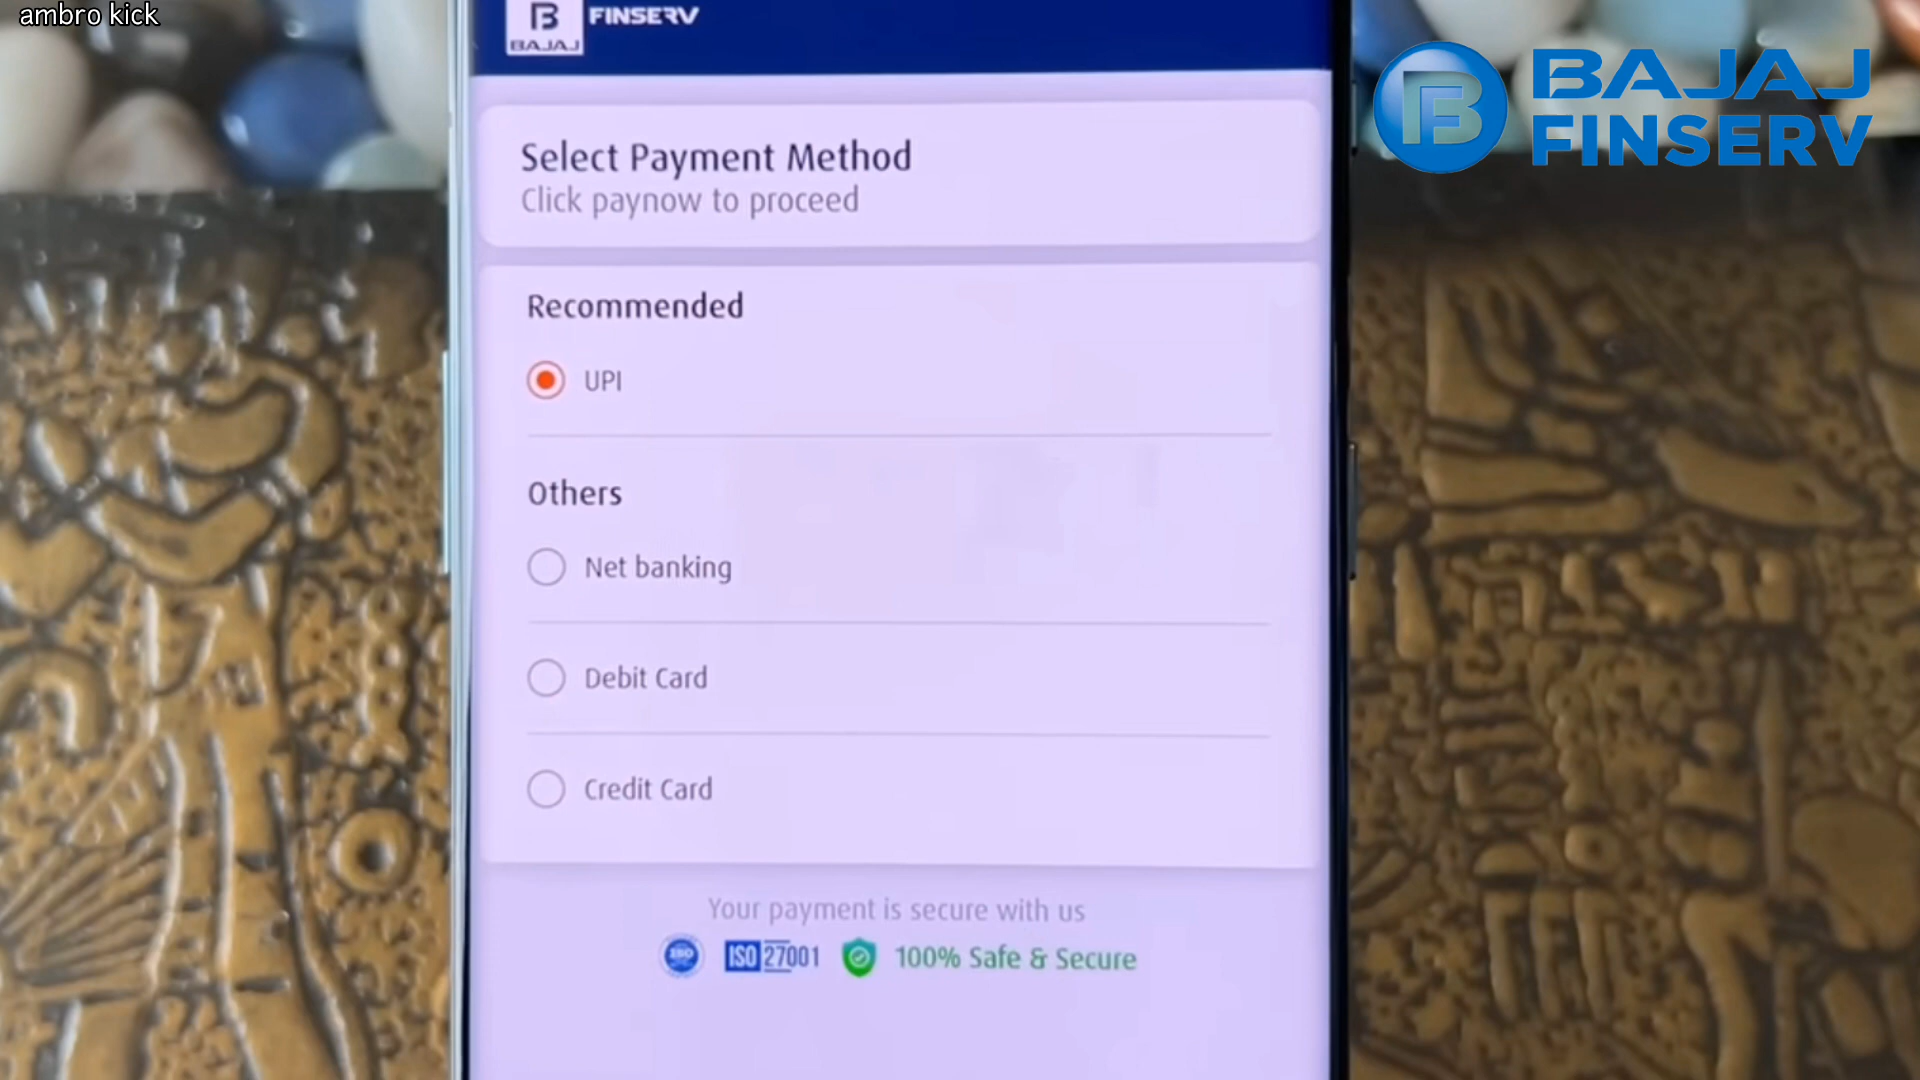 ambro kick
BAJAJ
FINSERV
BAJAJ
FINSERV
Select Payment Method
Click paynow to proceed
Recommended
UPI
Others
Net banking
Debit Card
Credit Card
Your payment is secure with us
ISO
ISO 27001
100% Safe & Secure